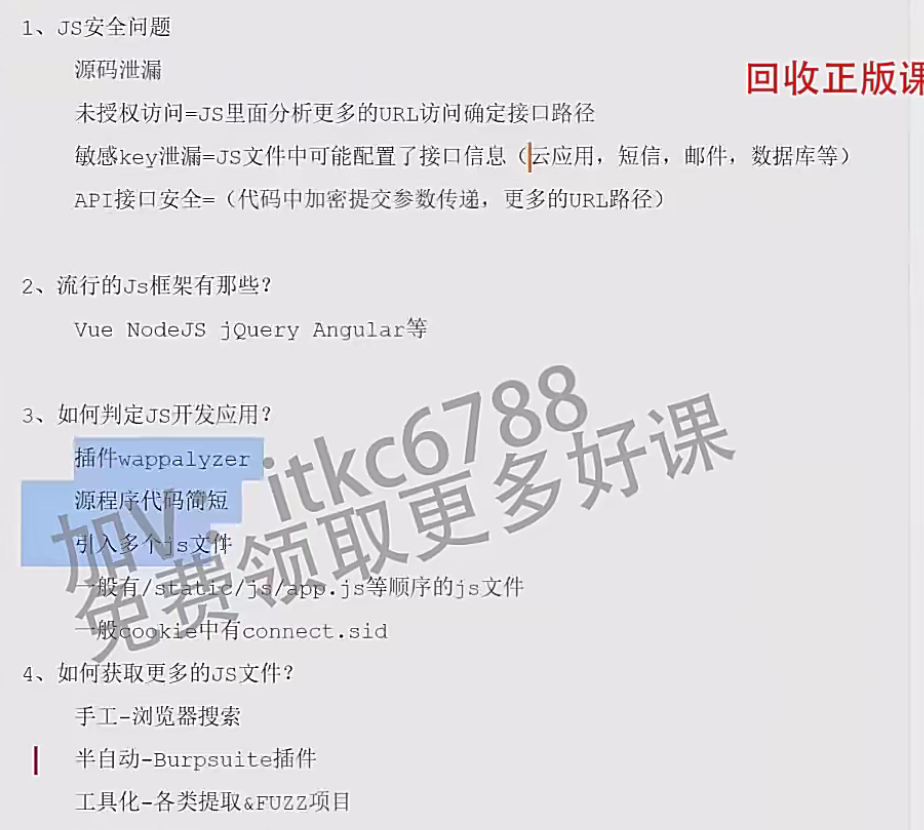 1、JS安全问题
源码泄漏
回收正版课
未授权访问=JS里面分析更多的URL访问确定接口路径
敏感key泄漏=JS文件中可能配置了接口信息（云应用，短信，邮件，数据库等）
API接口安全=（代码中加密提交参数传递，更多的URL路径）
2、流行的Js框架有那些？
Vue NodeJS jQuery Angular等
3、如何判定JS开发应用？
插件wappalyzer
源程序代码简短
引入多个js文件
一般有/static/js/app.js等顺序的js文件
一般cookie中有connect.sid
加V：itkc6788
免费领取更多好课
4、如何获取更多的JS文件？
手工-浏览器搜索
半自动-Burpsuite插件
工具化-各类提取&FUZZ项目